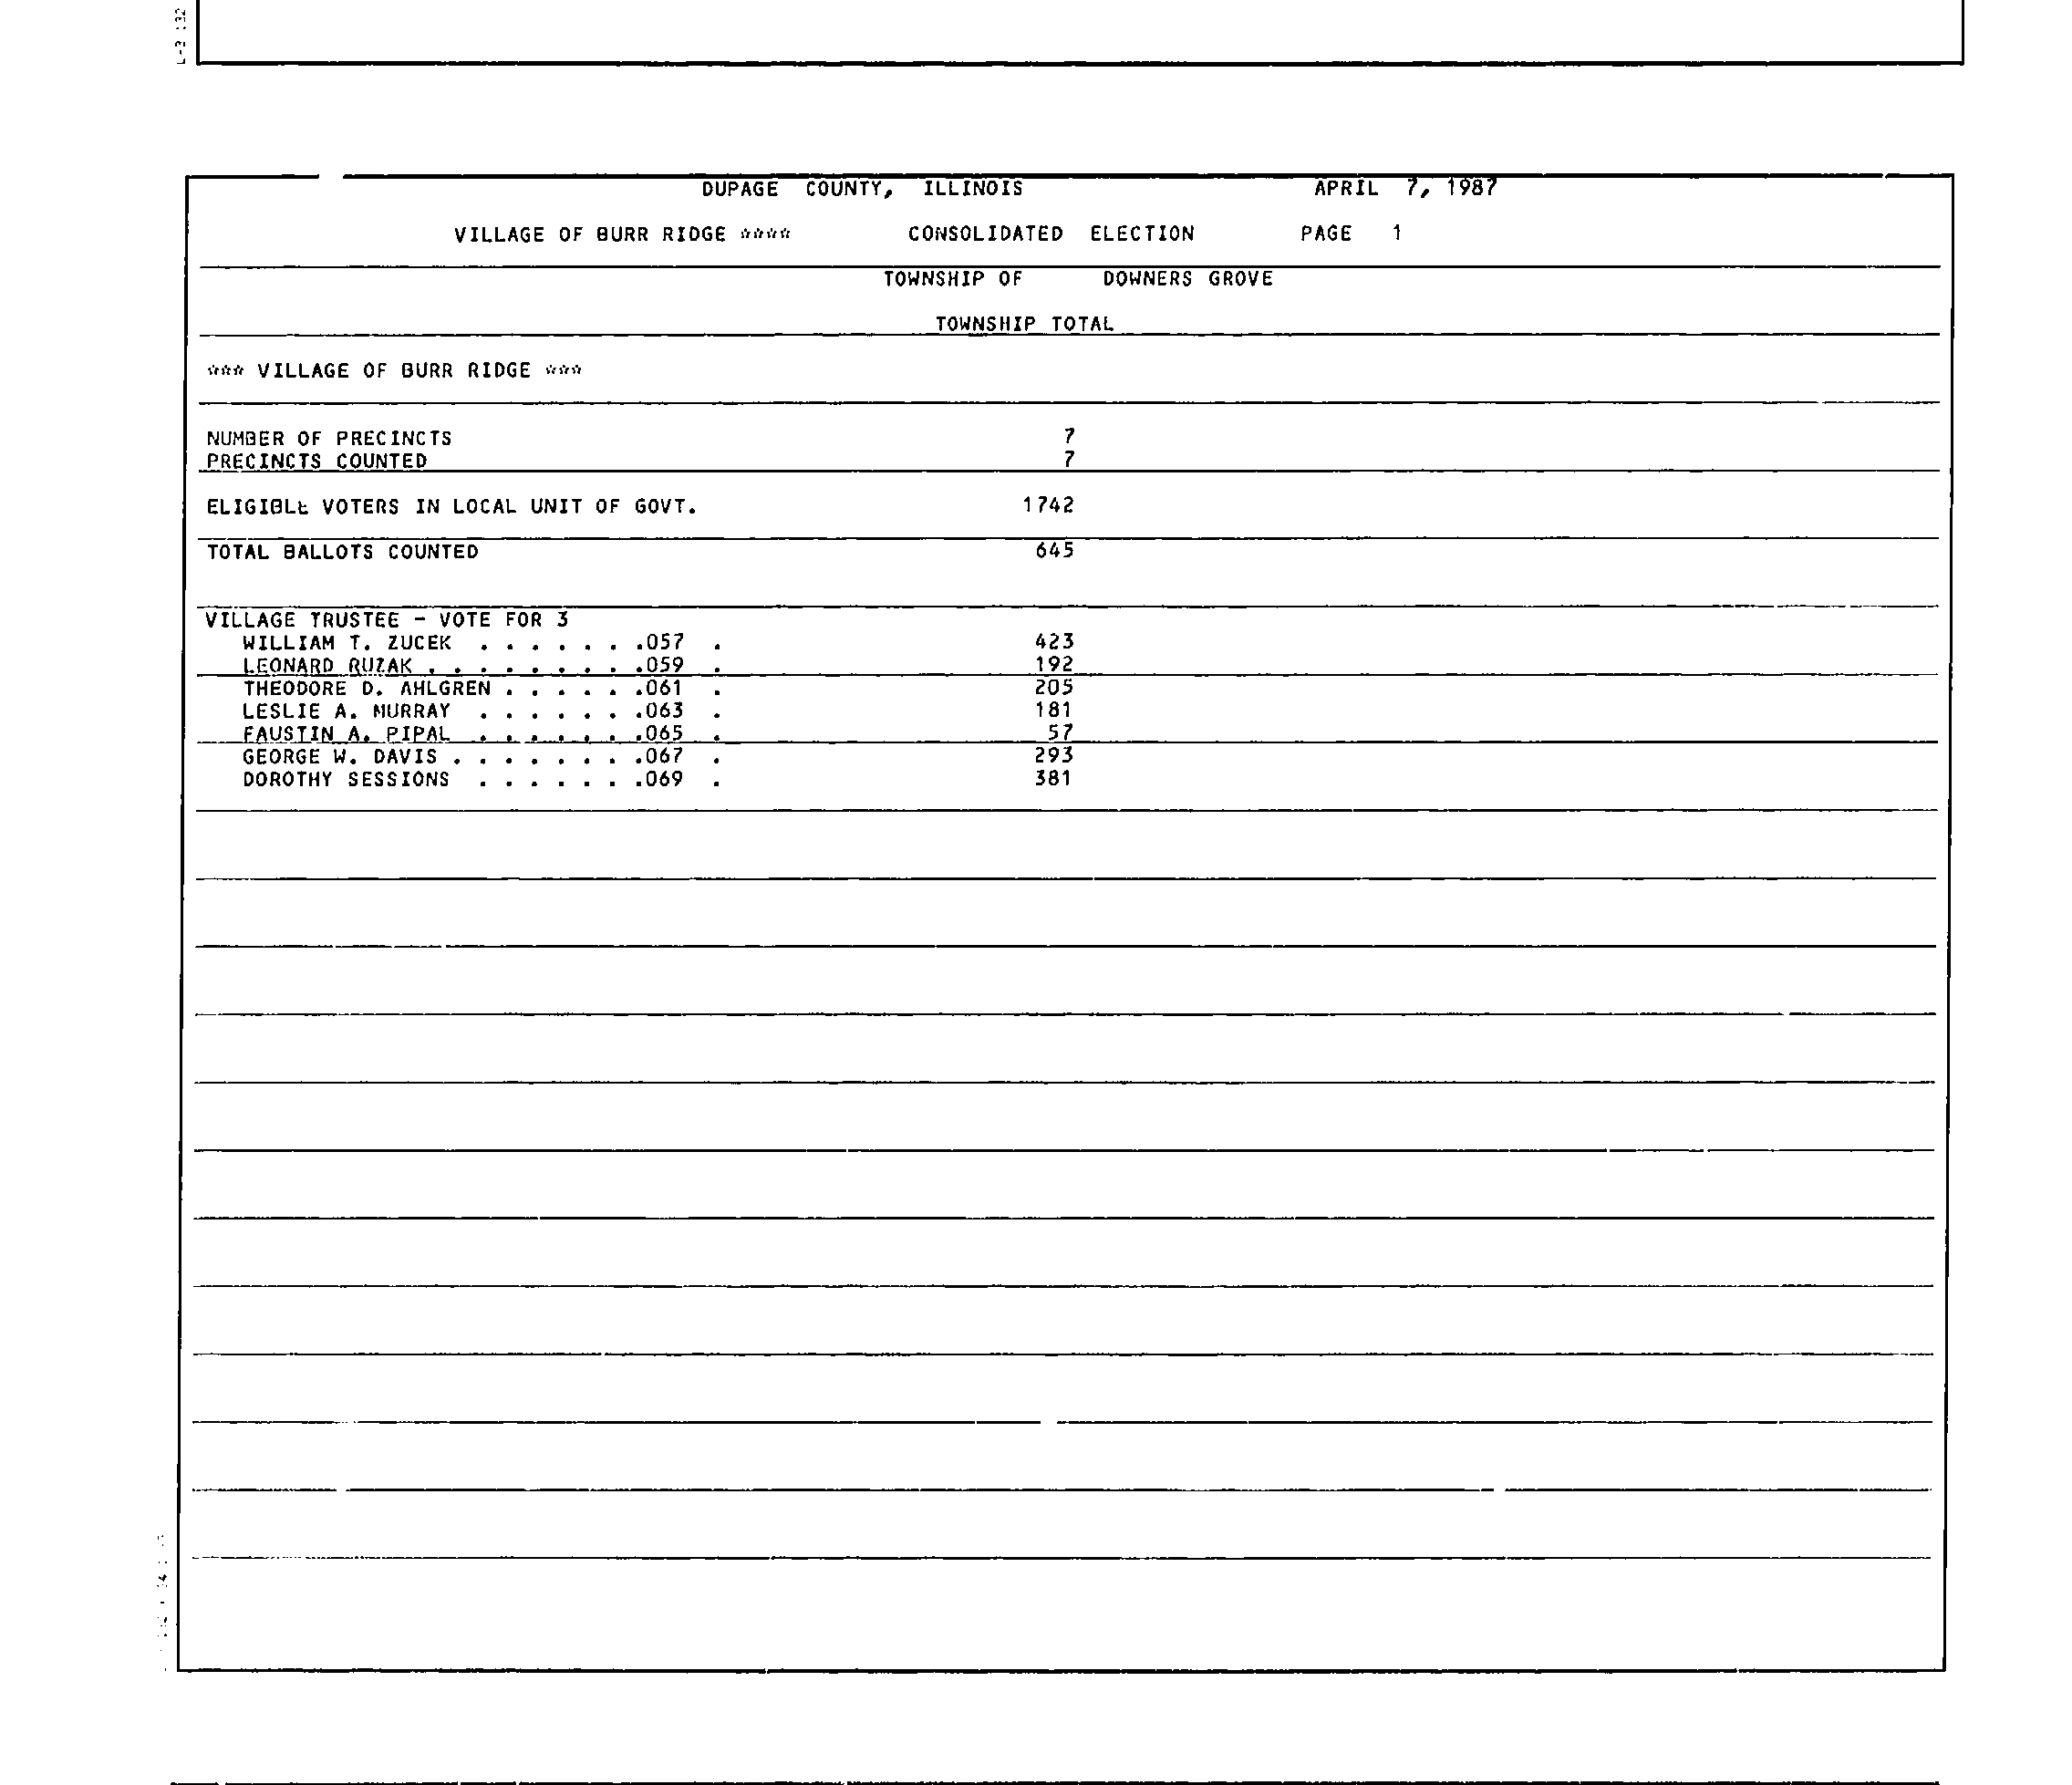 DUPAGE COUNTY, ILLINOIS APRIL 7, 1987
VILLAGE OF BURR RIDGE **** CONSOLIDATED ELECTION PAGE 1
TOWNSHIP OF DOWNERS GROVE
TOWNSHIP TOTAL
*** VILLAGE OF BURR RIDGE ***
NUMBER OF PRECINCTS 7
PRECINCTS COUNTED 7
ELIGIBLE VOTERS IN LOCAL UNIT OF GOVT. 1742
TOTAL BALLOTS COUNTED 645
VILLAGE TRUSTEE - VOTE FOR 3
WILLIAM T. ZUCEK . . . . . . .057 . 423
LEONARD RUZAK . . . . . . . . .059 . 192
THEODORE D. AHLGREN . . . . . .061 . 205
LESLIE A. MURRAY . . . . . . .063 . 181
FAUSTIN A. PIPAL . . . . . . .065 . 57
GEORGE W. DAVIS . . . . . . . .067 . 293
DOROTHY SESSIONS . . . . . . .069 . 381